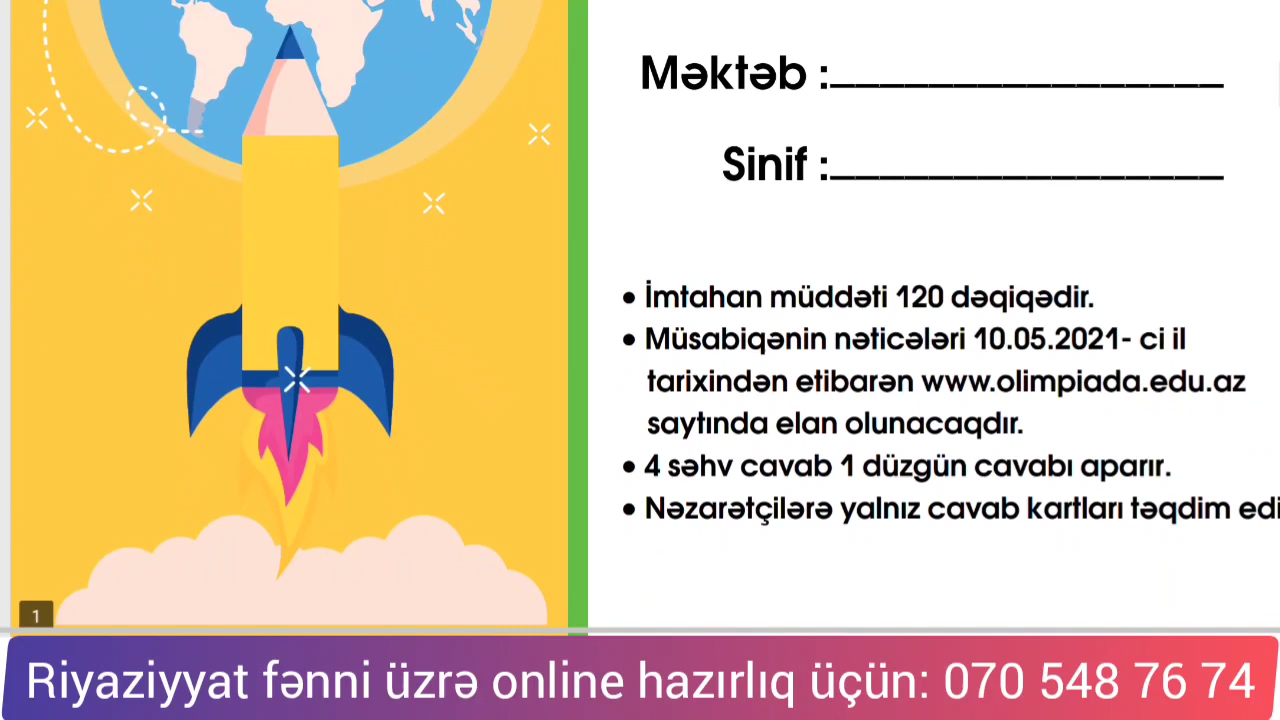 Məktəb :________________
Sinif :________________
• İmtahan müddəti 120 dəqiqədir.
• Müsabiqənin nəticələri 10.05.2021- ci il
tarixindən etibarən www.olimpiada.edu.az
saytında elan olunacaqdır.
• 4 səhv cavab 1 düzgün cavabı aparır.
• Nəzarətçilərə yalnız cavab kartları təqdim edi
1
Riyaziyyat fənni üzrə online hazırlıq üçün: 070 548 76 74